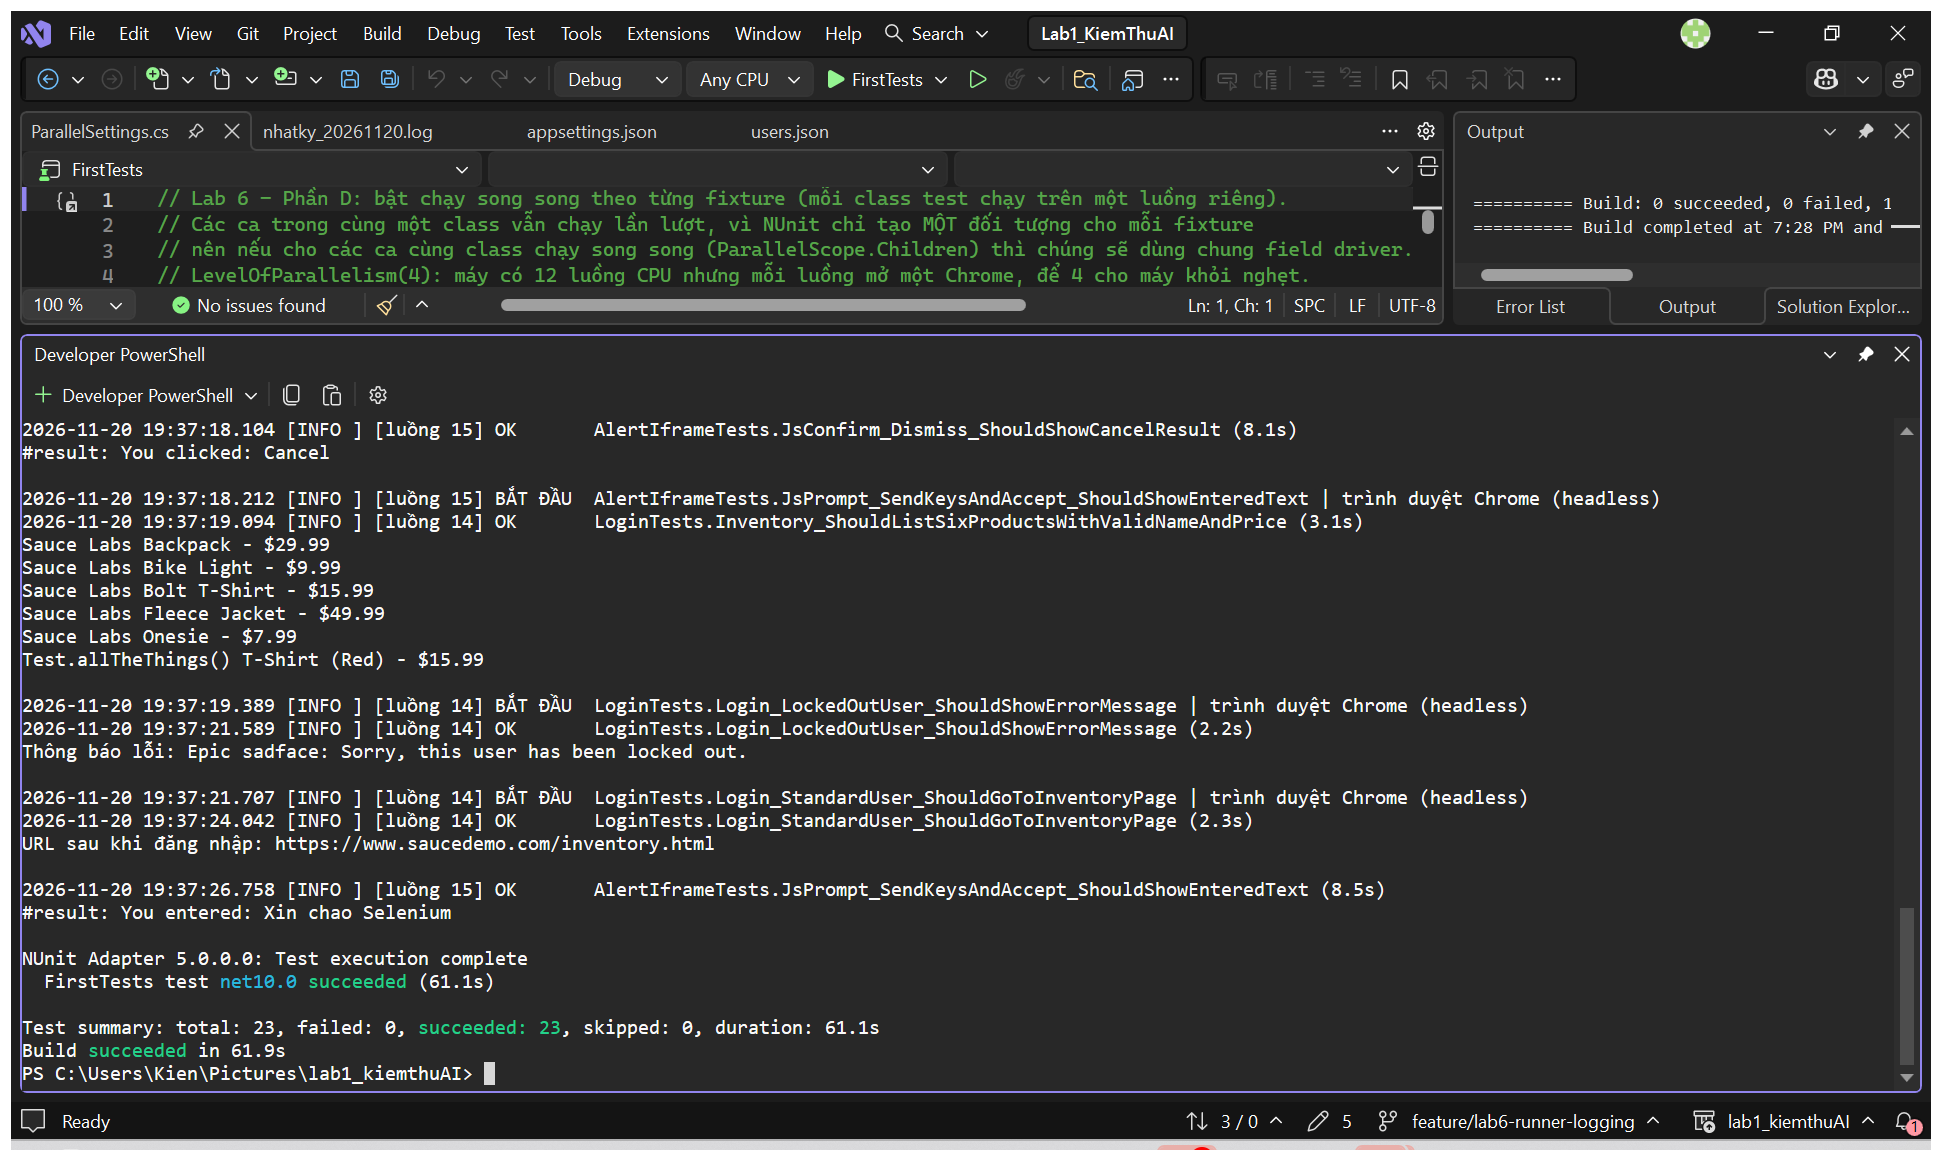 File Edit View Git Project Build Debug Test Tools Extensions Window Help Search Lab1_KiemThuAI
Debug Any CPU FirstTests
ParallelSettings.cs nhatky_20261120.log appsettings.json users.json
FirstTests
1 // Lab 6 – Phần D: bật chạy song song theo từng fixture (mỗi class test chạy trên một luồng riêng).
2 // Các ca trong cùng một class vẫn chạy lần lượt, vì NUnit chỉ tạo MỘT đối tượng cho mỗi fixture
3 // nên nếu cho các ca cùng class chạy song song (ParallelScope.Children) thì chúng sẽ dùng chung field driver.
4 // LevelOfParallelism(4): máy có 12 luồng CPU nhưng mỗi luồng mở một Chrome, để 4 cho máy khỏi nghẹt.
100 % No issues found Ln: 1, Ch: 1 SPC LF UTF-8
Output
========== Build: 0 succeeded, 0 failed, 1
========== Build completed at 7:28 PM and
Error List Output Solution Explor...
Developer PowerShell
Developer PowerShell
2026-11-20 19:37:18.104 [INFO ] [luồng 15] OK AlertIframeTests.JsConfirm_Dismiss_ShouldShowCancelResult (8.1s)
#result: You clicked: Cancel
2026-11-20 19:37:18.212 [INFO ] [luồng 15] BẮT ĐẦU AlertIframeTests.JsPrompt_SendKeysAndAccept_ShouldShowEnteredText | trình duyệt Chrome (headless)
2026-11-20 19:37:19.094 [INFO ] [luồng 14] OK LoginTests.Inventory_ShouldListSixProductsWithValidNameAndPrice (3.1s)
Sauce Labs Backpack - $29.99
Sauce Labs Bike Light - $9.99
Sauce Labs Bolt T-Shirt - $15.99
Sauce Labs Fleece Jacket - $49.99
Sauce Labs Onesie - $7.99
Test.allTheThings() T-Shirt (Red) - $15.99
2026-11-20 19:37:19.389 [INFO ] [luồng 14] BẮT ĐẦU LoginTests.Login_LockedOutUser_ShouldShowErrorMessage | trình duyệt Chrome (headless)
2026-11-20 19:37:21.589 [INFO ] [luồng 14] OK LoginTests.Login_LockedOutUser_ShouldShowErrorMessage (2.2s)
Thông báo lỗi: Epic sadface: Sorry, this user has been locked out.
2026-11-20 19:37:21.707 [INFO ] [luồng 14] BẮT ĐẦU LoginTests.Login_StandardUser_ShouldGoToInventoryPage | trình duyệt Chrome (headless)
2026-11-20 19:37:24.042 [INFO ] [luồng 14] OK LoginTests.Login_StandardUser_ShouldGoToInventoryPage (2.3s)
URL sau khi đăng nhập: https://www.saucedemo.com/inventory.html
2026-11-20 19:37:26.758 [INFO ] [luồng 15] OK AlertIframeTests.JsPrompt_SendKeysAndAccept_ShouldShowEnteredText (8.5s)
#result: You entered: Xin chao Selenium
NUnit Adapter 5.0.0.0: Test execution complete
FirstTests test net10.0 succeeded (61.1s)
Test summary: total: 23, failed: 0, succeeded: 23, skipped: 0, duration: 61.1s
Build succeeded in 61.9s
PS C:\Users\Kien\Pictures\lab1_kiemthuAI>
Ready 3 / 0 5 feature/lab6-runner-logging lab1_kiemthuAI 1